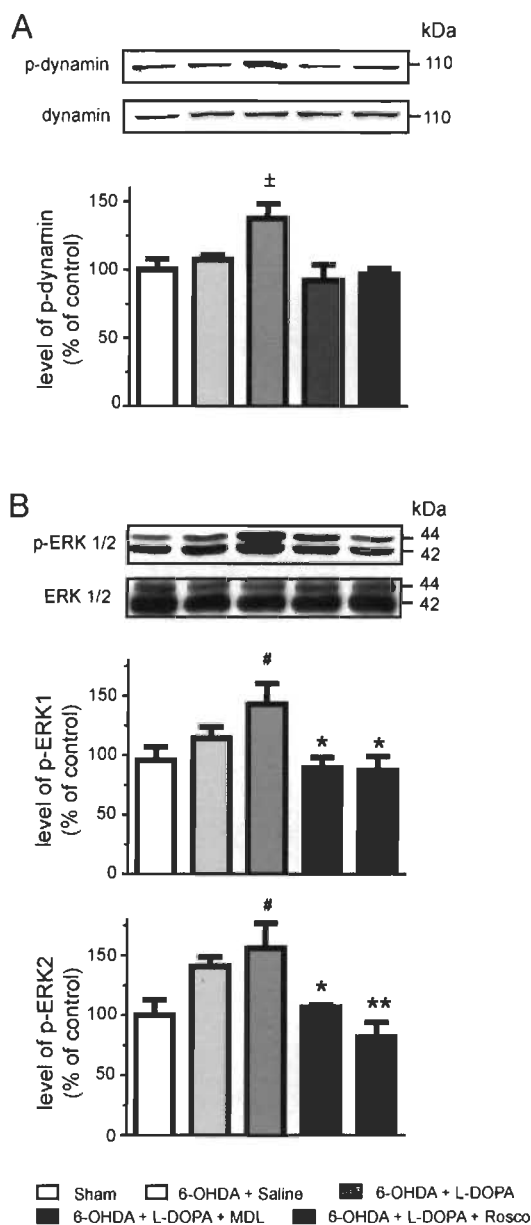 A
kDa
p-dynamin 110
dynamin 110
±
level of p-dynamin
(% of control)
150
100
50
0
B
kDa
p-ERK 1/2 44
42
ERK 1/2 44
42
#
* *
level of p-ERK1
(% of control)
150
100
50
0
#
* **
level of p-ERK2
(% of control)
150
100
50
0
Sham 6-OHDA + Saline 6-OHDA + L-DOPA
6-OHDA + L-DOPA + MDL 6-OHDA + L-DOPA + Rosco